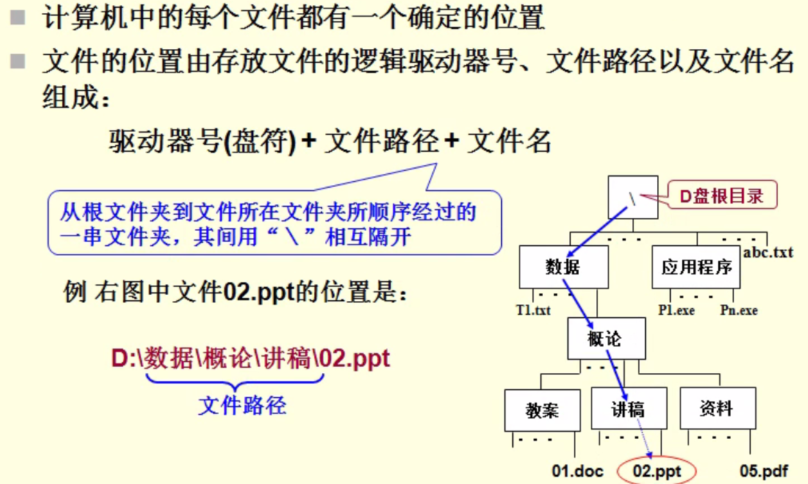 计算机中的每个文件都有一个确定的位置
文件的位置由存放文件的逻辑驱动器号、文件路径以及文件名
组成：
驱动器号(盘符) + 文件路径 + 文件名
从根文件夹到文件所在文件夹所顺序经过的
一串文件夹，其间用“\”相互隔开
例 右图中文件02.ppt的位置是：
D:\数据\概论\讲稿\02.ppt
文件路径
\
D盘根目录
abc.txt
数据
应用程序
T1.txt
P1.exe
Pn.exe
概论
教案
讲稿
资料
01.doc
02.ppt
05.pdf